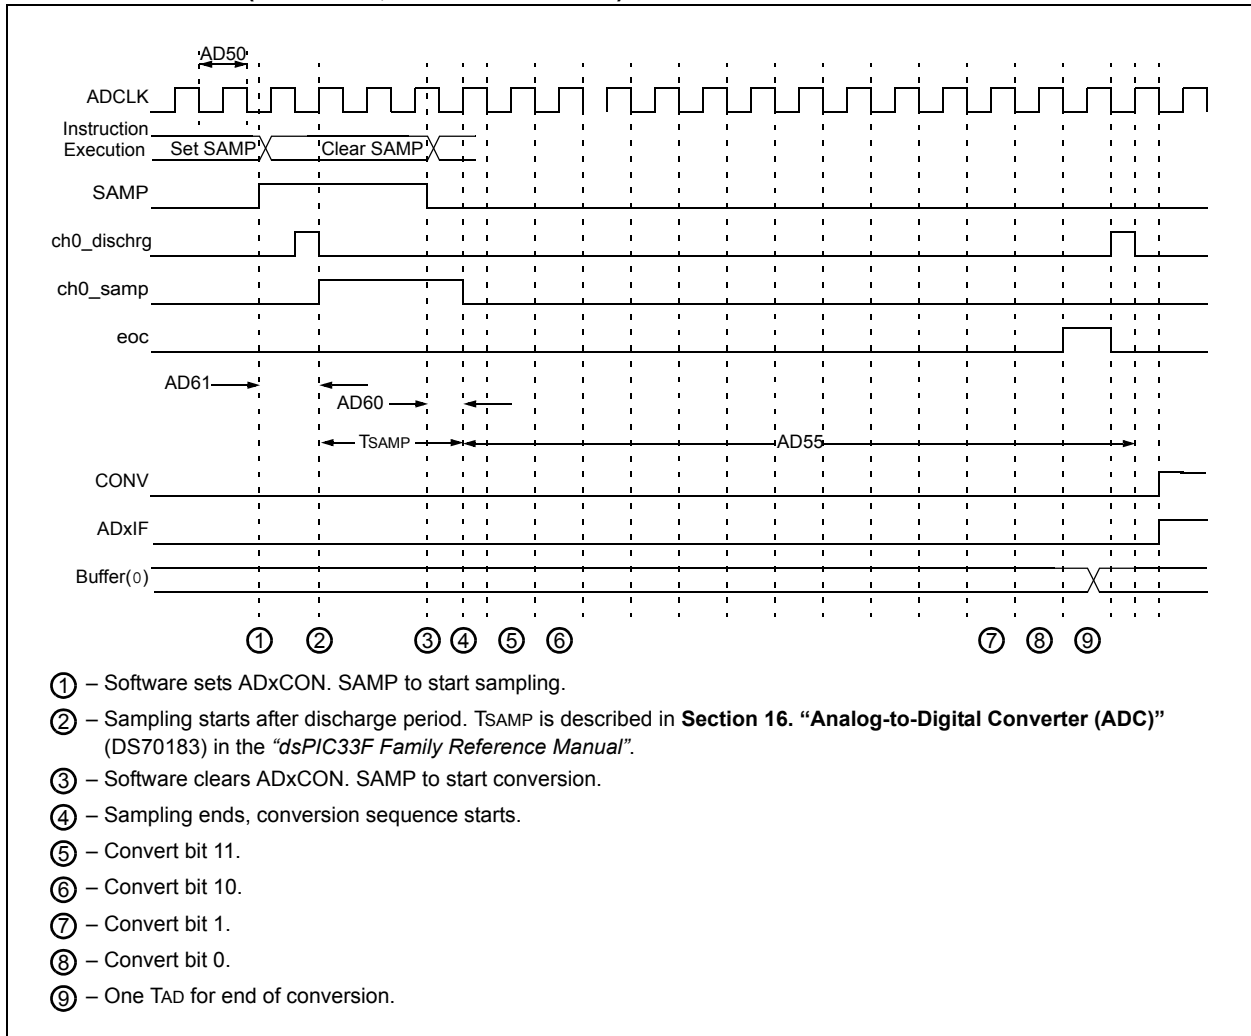 AD50
ADCLK
Instruction
Execution Set SAMP Clear SAMP
SAMP
ch0_dischrg
ch0_samp
eoc
AD61
AD60
TSAMP AD55
CONV
ADxIF
Buffer(0)
1 2 3 4 5 6 7 8 9
1 – Software sets ADxCON. SAMP to start sampling.
2 – Sampling starts after discharge period. TSAMP is described in Section 16. “Analog-to-Digital Converter (ADC)”
(DS70183) in the “dsPIC33F Family Reference Manual”.
3 – Software clears ADxCON. SAMP to start conversion.
4 – Sampling ends, conversion sequence starts.
5 – Convert bit 11.
6 – Convert bit 10.
7 – Convert bit 1.
8 – Convert bit 0.
9 – One TAD for end of conversion.